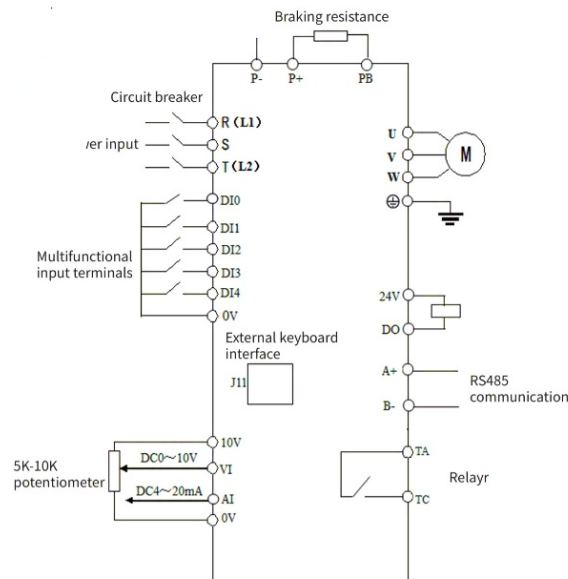 Braking resistance
P- P+ PB
Circuit breaker
R（L1）
ver input S
T（L2）
U
V
W
M
DI0
DI1
Multifunctional
input terminals
DI2
DI3
DI4
0V
24V
DO
External keyboard
interface
J11
A+
B-
RS485
communication
10V
5K-10K
potentiometer
DC0～10V VI
DC4～20mA AI
0V
TA
Relayr
TC